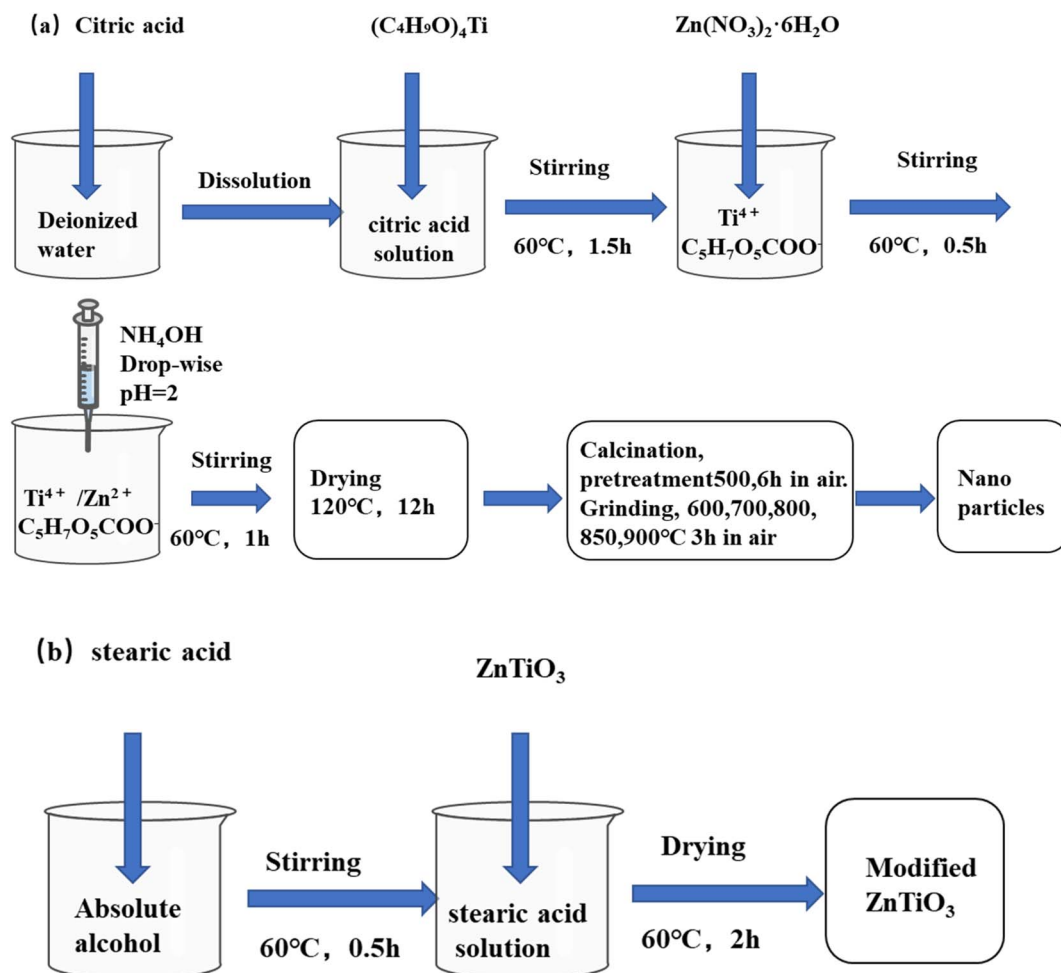 (a) Citric acid
(C4H9O)4Ti
Zn(NO3)2·6H2O
Deionized
water
Dissolution
citric acid
solution
Stirring
60°C, 1.5h
Ti4+
C5H7O5COO-
Stirring
60°C, 0.5h
NH4OH
Drop-wise
pH=2
Ti4+ /Zn2+
C5H7O5COO-
Stirring
60°C, 1h
Drying
120°C, 12h
Calcination,
pretreatment500,6h in air.
Grinding, 600,700,800,
850,900°C 3h in air
Nano
particles
(b) stearic acid
ZnTiO3
Absolute
alcohol
Stirring
60°C, 0.5h
stearic acid
solution
Drying
60°C, 2h
Modified
ZnTiO3